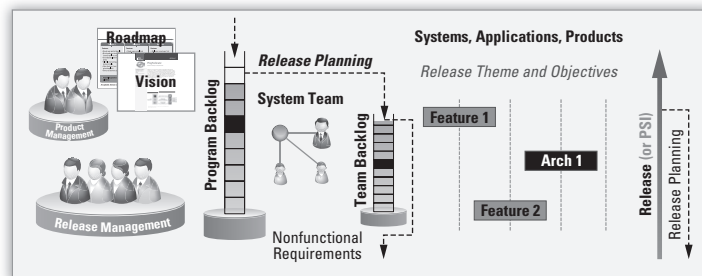 Roadmap
Vision
Product
Management
Release Management
Program Backlog
Release Planning
System Team
Team Backlog
Nonfunctional
Requirements
Systems, Applications, Products
Release Theme and Objectives
Feature 1
Arch 1
Feature 2
Release (or PSI)
Release Planning